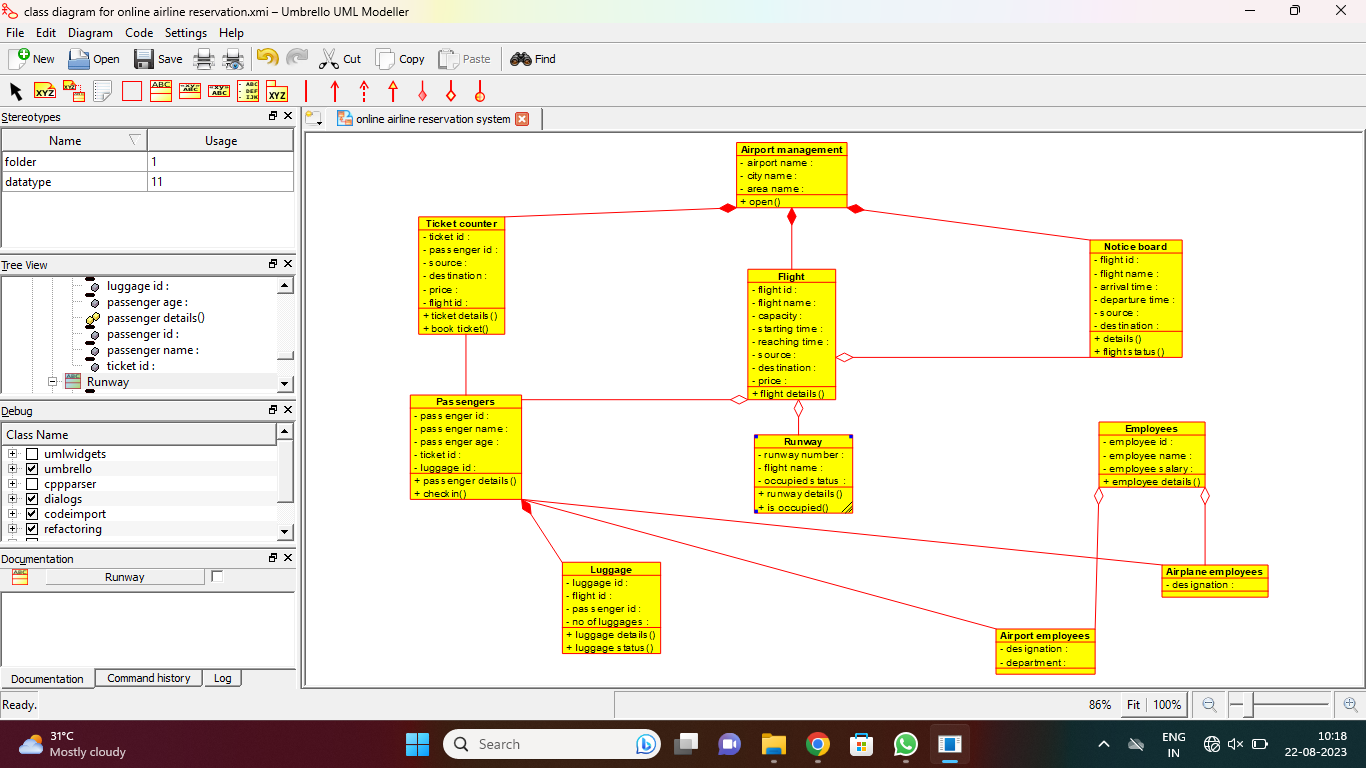 class diagram for online airline reservation.xmi – Umbrello UML Modeller
File Edit Diagram Code Settings Help
New Open Save Cut Copy Paste Find
Stereotypes
Name Usage
folder 1
datatype 11
Tree View
luggage id :
passenger age :
passenger details()
passenger id :
passenger name :
ticket id :
Runway
Debug
Class Name
umlwidgets
umbrello
cppparser
dialogs
codeimport
refactoring
Documentation
Runway
Documentation Command history Log
Ready.
online airline reservation system
Airport management
- airport name :
- city name :
- area name :
+ open()
Ticket counter
- ticket id :
- passenger id :
- source :
- destination :
- price :
- flight id :
+ ticket details()
+ book ticket()
Flight
- flight id :
- flight name :
- capacity :
- starting time :
- reaching time :
- source :
- destination :
- price :
+ flight details()
Notice board
- flight id :
- flight name :
- arrival time :
- departure time :
- source :
- destination :
+ details()
+ flight status()
Passengers
- passenger id :
- passenger name :
- passenger age :
- ticket id :
- luggage id :
+ passenger details()
+ checkin()
Runway
- runway number :
- flight name :
- occupied status :
+ runway details()
+ is occupied()
Employees
- employee id :
- employee name :
- employee salary :
+ employee details()
Luggage
- luggage id :
- flight id :
- passenger id :
- no of luggages :
+ luggage details()
+ luggage status()
Airplane employees
- designation :
Airport employees
- designation :
- department :
86% Fit 100%
31°C
Mostly cloudy
Search
ENG
IN
10:18
22-08-2023